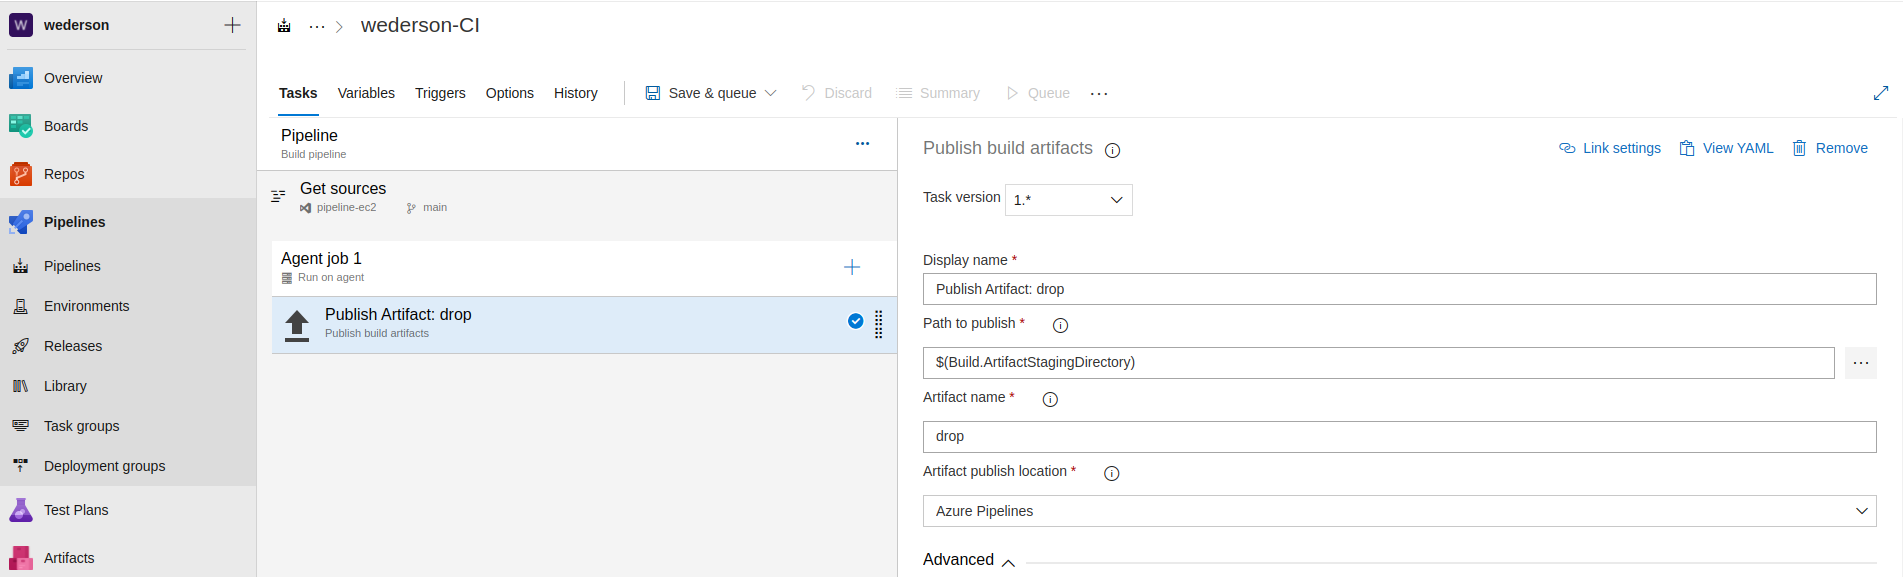 W wederson
Overview
Boards
Repos
Pipelines
Pipelines
Environments
Releases
Library
Task groups
Deployment groups
Test Plans
Artifacts
... wederson-CI
Tasks Variables Triggers Options History Save & queue Discard Summary Queue ...
Pipeline
Build pipeline
Get sources
pipeline-ec2 main
Agent job 1
Run on agent
Publish Artifact: drop
Publish build artifacts
Publish build artifacts Link settings View YAML Remove
Task version 1.*
Display name *
Publish Artifact: drop
Path to publish *
$(Build.ArtifactStagingDirectory)
Artifact name *
drop
Artifact publish location *
Azure Pipelines
Advanced